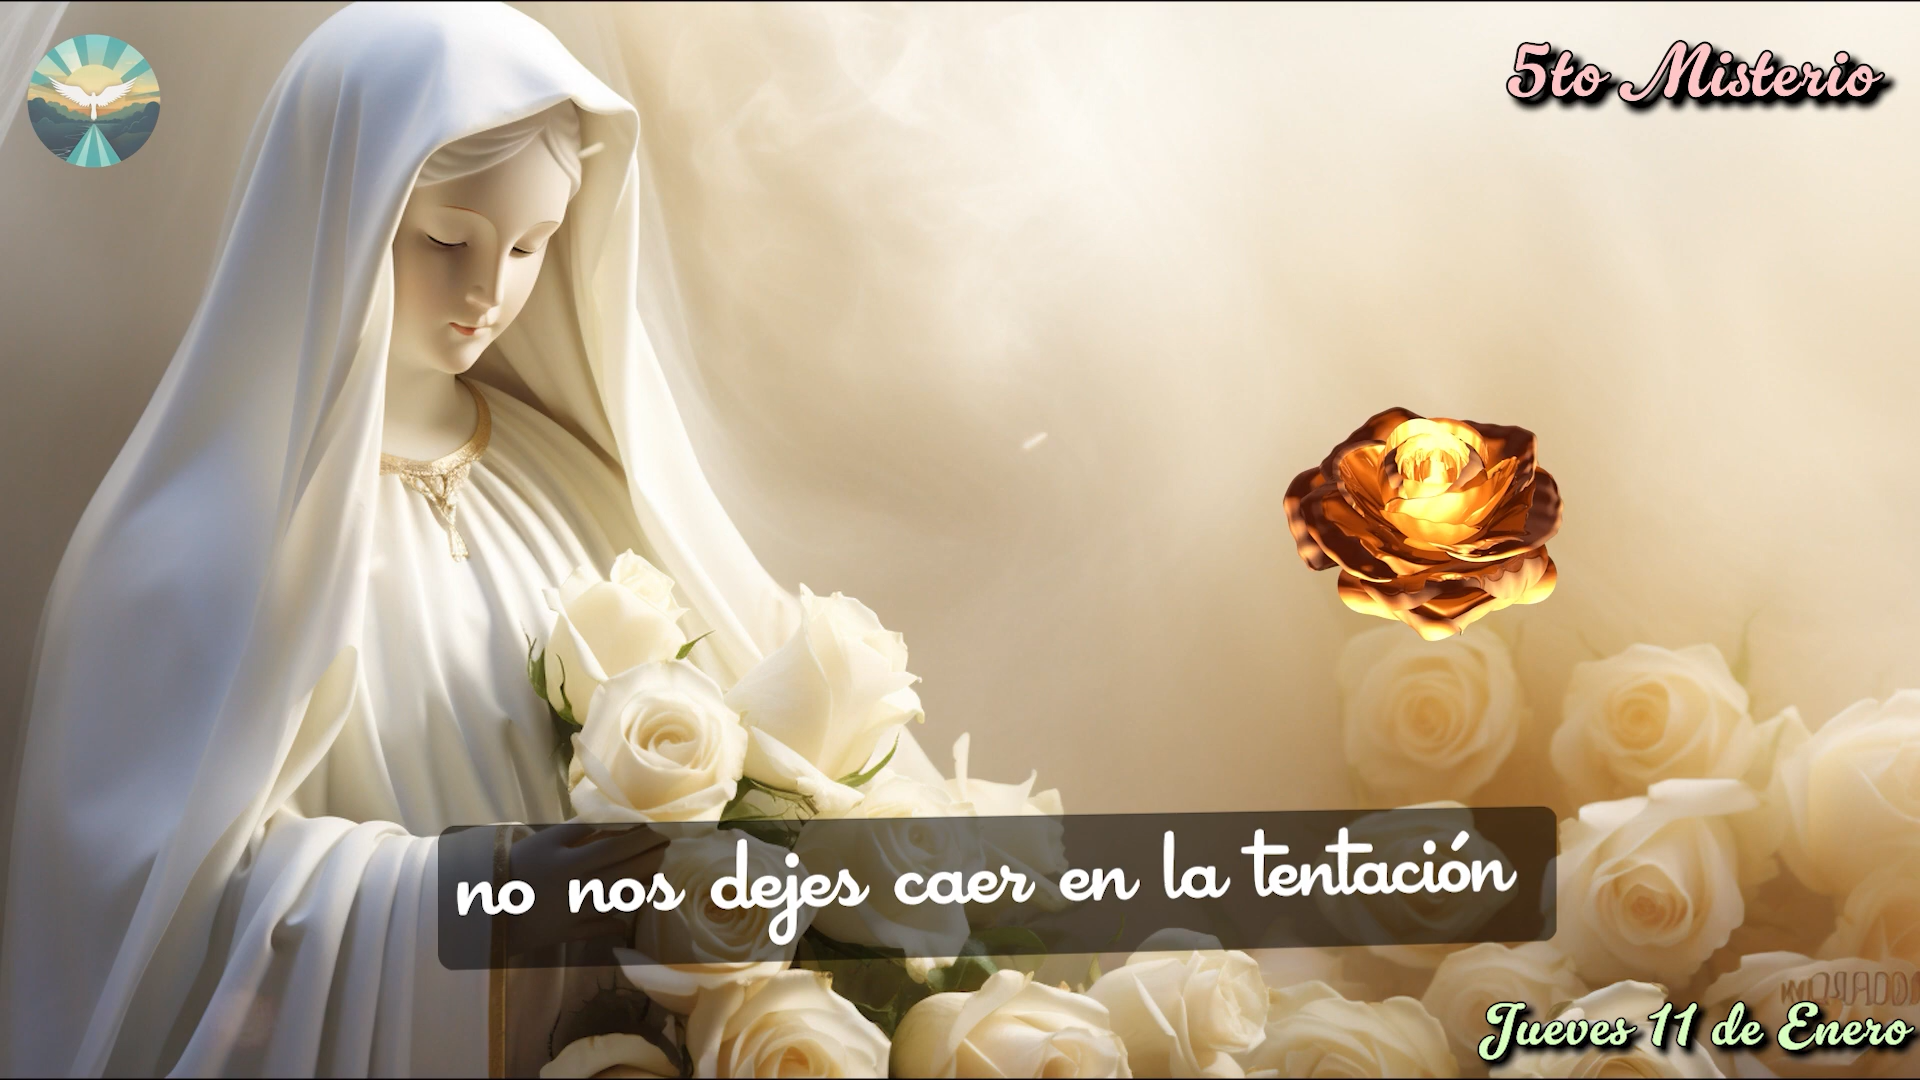 5to Misterio
no nos dejes caer en la tentación
Jueves 11 de Enero